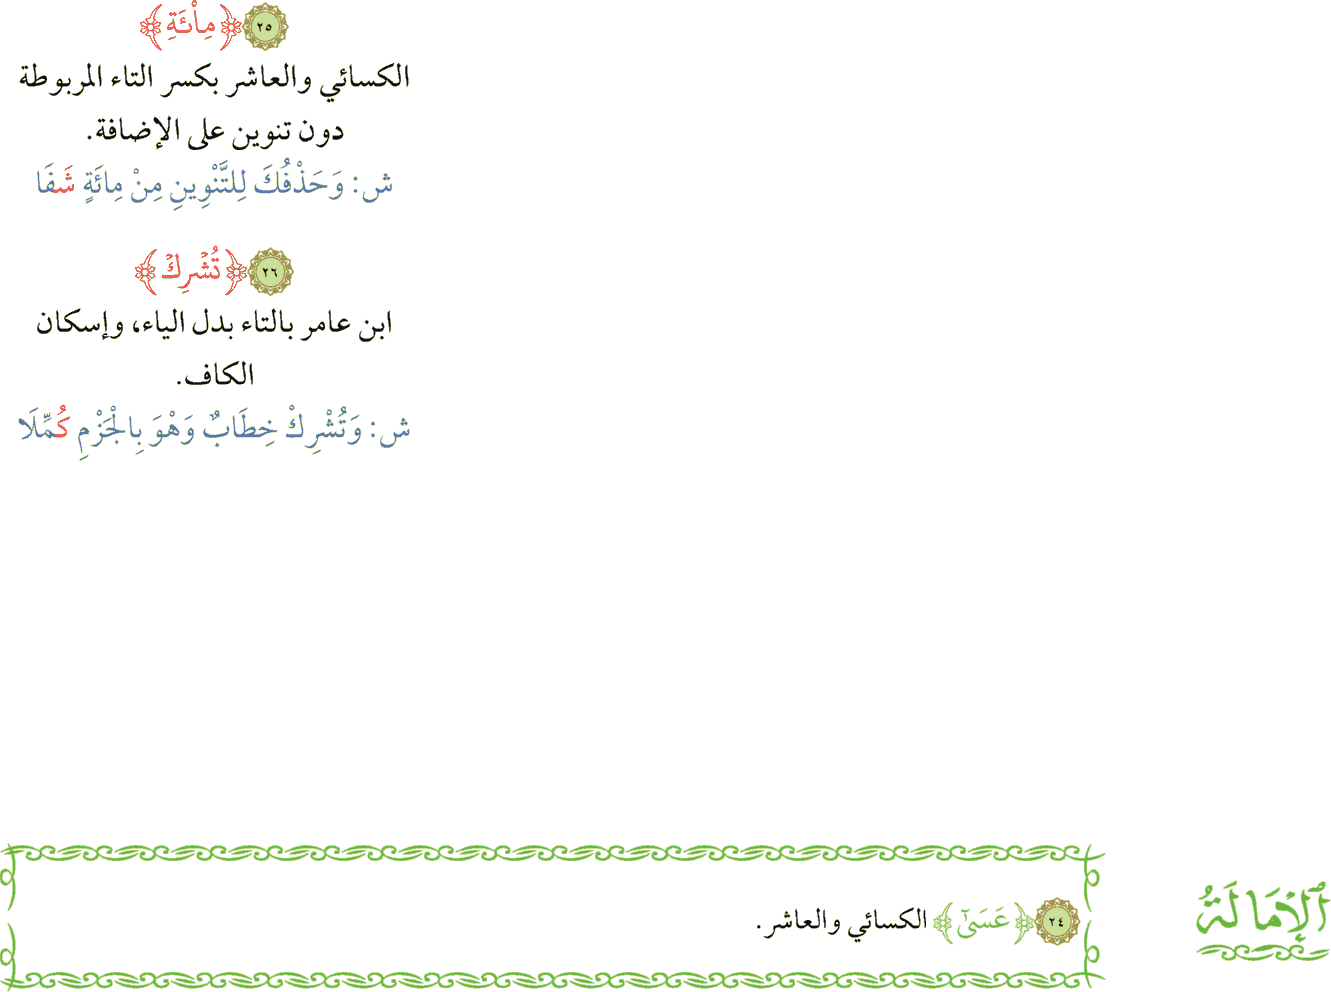 ٢٥ ﴿مِاْئَةِ﴾
الكسائي والعاشر بكسر التاء المربوطة
دون تنوين على الإضافة.
ش: وَحَذْفُكَ لِلتَّنْوِينِ مِنْ مِائَةٍ شَفَا
٢٦ ﴿تُشْرِكْ﴾
ابن عامر بالتاء بدل الياء، وإسكان
الكاف.
ش: وَتُشْرِكْ خِطَابٌ وَهْوَ بِالْجَزْمِ كُمِّلَا
ٱلْإِمَالَةُ
٢٤ ﴿عَسَىٰٓ﴾ الكسائي والعاشر.